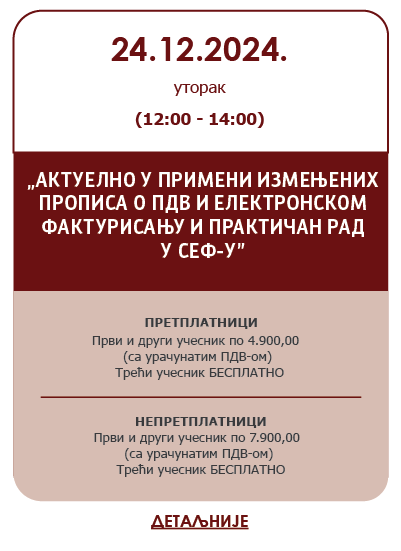 24.12.2024.
уторак
(12:00 - 14:00)
„АКТУЕЛНО У ПРИМЕНИ ИЗМЕЊЕНИХ
ПРОПИСА О ПДВ И ЕЛЕКТРОНСКОМ
ФАКТУРИСАЊУ И ПРАКТИЧАН РАД
У СЕФ-У”
ПРЕТПЛАТНИЦИ
Први и други учесник по 4.900,00
(са урачунатим ПДВ-ом)
Трећи учесник БЕСПЛАТНО
НЕПРЕТПЛАТНИЦИ
Први и други учесник по 7.900,00
(са урачунатим ПДВ-ом)
Трећи учесник БЕСПЛАТНО
ДЕТАЉНИЈЕ